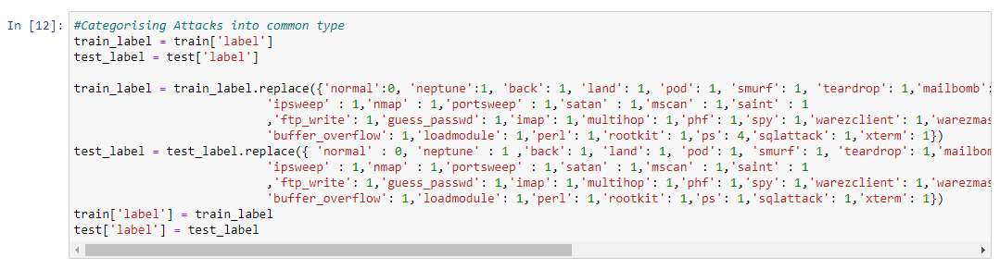 In [12]: #Categorising Attacks into common type
train_label = train['label']
test_label = test['label']
train_label = train_label.replace({'normal':0, 'neptune':1, 'back': 1, 'land': 1, 'pod': 1, 'smurf': 1, 'teardrop': 1,'mailbomb':
'ipsweep' : 1,'nmap' : 1,'portsweep' : 1,'satan' : 1,'mscan' : 1,'saint' : 1
,'ftp_write': 1,'guess_passwd': 1,'imap': 1,'multihop': 1,'phf': 1,'spy': 1,'warezclient': 1,'warezmas
'buffer_overflow': 1,'loadmodule': 1,'perl': 1,'rootkit': 1,'ps': 4,'sqlattack': 1,'xterm': 1})
test_label = test_label.replace({ 'normal' : 0, 'neptune' : 1 ,'back': 1, 'land': 1, 'pod': 1, 'smurf': 1, 'teardrop': 1,'mailbom
'ipsweep' : 1,'nmap' : 1,'portsweep' : 1,'satan' : 1,'mscan' : 1,'saint' : 1
,'ftp_write': 1,'guess_passwd': 1,'imap': 1,'multihop': 1,'phf': 1,'spy': 1,'warezclient': 1,'warezmas
'buffer_overflow': 1,'loadmodule': 1,'perl': 1,'rootkit': 1,'ps': 1,'sqlattack': 1,'xterm': 1})
train['label'] = train_label
test['label'] = test_label